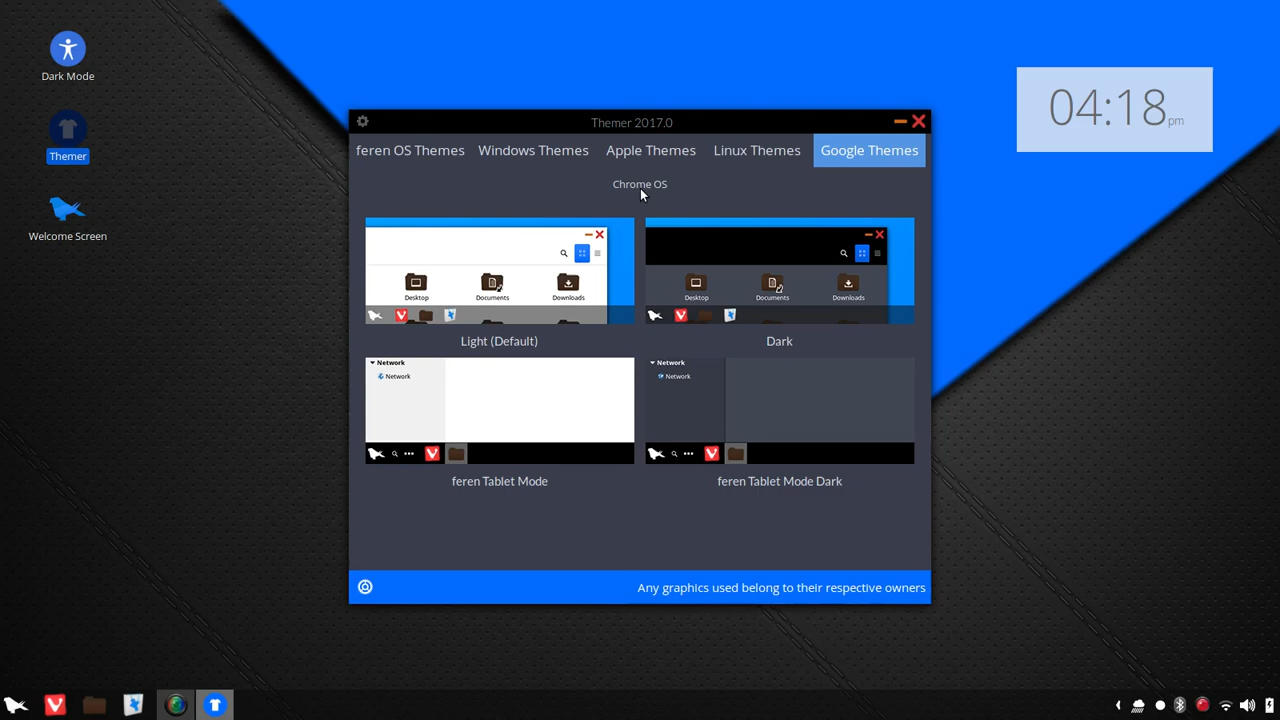 Dark Mode
Themer
Welcome Screen
04:18 pm
Themer 2017.0
feren OS Themes Windows Themes Apple Themes Linux Themes Google Themes
Chrome OS
Desktop Documents Downloads
Desktop Documents Downloads
Light (Default) Dark
Network
Network
Network
Network
feren Tablet Mode feren Tablet Mode Dark
Any graphics used belong to their respective owners